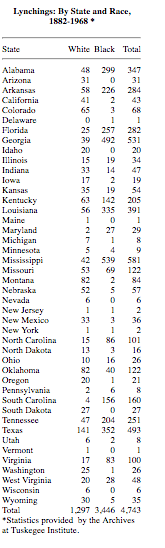 Lynchings: By State and Race,
1882-1968 *
State White Black Total
Alabama 48 299 347
Arizona 31 0 31
Arkansas 58 226 284
California 41 2 43
Colorado 65 3 68
Delaware 0 1 1
Florida 25 257 282
Georgia 39 492 531
Idaho 20 0 20
Illinois 15 19 34
Indiana 33 14 47
Iowa 17 2 19
Kansas 35 19 54
Kentucky 63 142 205
Louisiana 56 335 391
Maine 1 0 1
Maryland 2 27 29
Michigan 7 1 8
Minnesota 5 4 9
Mississippi 42 539 581
Missouri 53 69 122
Montana 82 2 84
Nebraska 52 5 57
Nevada 6 0 6
New Jersey 1 1 2
New Mexico 33 3 36
New York 1 1 2
North Carolina 15 86 101
North Dakota 13 3 16
Ohio 10 16 26
Oklahoma 82 40 122
Oregon 20 1 21
Pennsylvania 2 6 8
South Carolina 4 156 160
South Dakota 27 0 27
Tennessee 47 204 251
Texas 141 352 493
Utah 6 2 8
Vermont 1 0 1
Virginia 17 83 100
Washington 25 1 26
West Virginia 20 28 48
Wisconsin 6 0 6
Wyoming 30 5 35
Total 1,297 3,446 4,743
*Statistics provided by the Archives
at Tuskegee Institute.